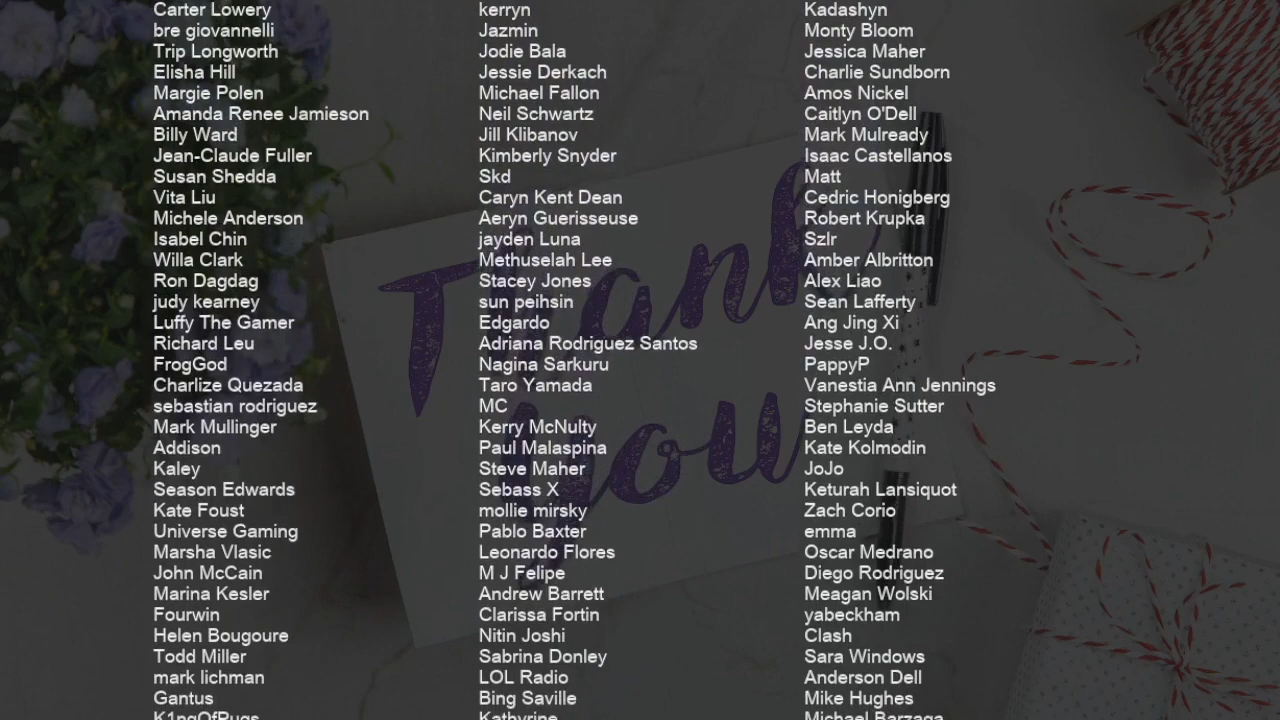 Carter Lowery
bre giovannelli
Trip Longworth
Elisha Hill
Margie Polen
Amanda Renee Jamieson
Billy Ward
Jean-Claude Fuller
Susan Shedda
Vita Liu
Michele Anderson
Isabel Chin
Willa Clark
Ron Dagdag
judy kearney
Luffy The Gamer
Richard Leu
FrogGod
Charlize Quezada
sebastian rodriguez
Mark Mullinger
Addison
Kaley
Season Edwards
Kate Foust
Universe Gaming
Marsha Vlasic
John McCain
Marina Kesler
Fourwin
Helen Bougoure
Todd Miller
mark lichman
Gantus
K1ngOfPugs
kerryn
Jazmin
Jodie Bala
Jessie Derkach
Michael Fallon
Neil Schwartz
Jill Klibanov
Kimberly Snyder
Skd
Caryn Kent Dean
Aeryn Guerisseuse
jayden Luna
Methuselah Lee
Stacey Jones
sun peihsin
Edgardo
Adriana Rodriguez Santos
Nagina Sarkuru
Taro Yamada
MC
Kerry McNulty
Paul Malaspina
Steve Maher
Sebass X
mollie mirsky
Pablo Baxter
Leonardo Flores
M J Felipe
Andrew Barrett
Clarissa Fortin
Nitin Joshi
Sabrina Donley
LOL Radio
Bing Saville
Kathyrine
Kadashyn
Monty Bloom
Jessica Maher
Charlie Sundborn
Amos Nickel
Caitlyn O'Dell
Mark Mulready
Isaac Castellanos
Matt
Cedric Honigberg
Robert Krupka
Szlr
Amber Albritton
Alex Liao
Sean Lafferty
Ang Jing Xi
Jesse J.O.
PappyP
Vanestia Ann Jennings
Stephanie Sutter
Ben Leyda
Kate Kolmodin
JoJo
Keturah Lansiquot
Zach Corio
emma
Oscar Medrano
Diego Rodriguez
Meagan Wolski
yabeckham
Clash
Sara Windows
Anderson Dell
Mike Hughes
Michael Barzaga
Thank
you